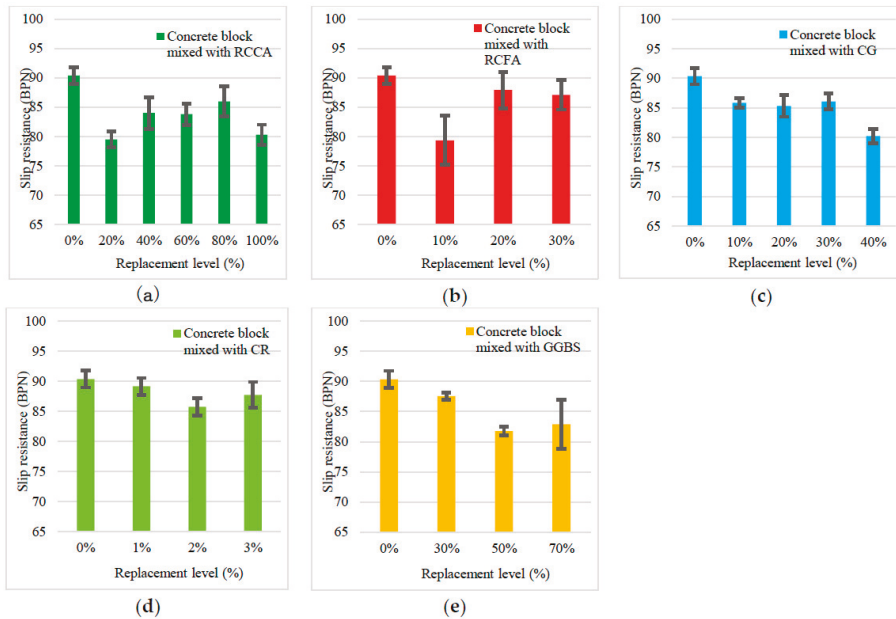 100
95
90
85
80
75
70
65
Slip resistance (BPN)
Concrete block
mixed with RCCA
0% 20% 40% 60% 80% 100%
Replacement level (%)
(a)
100
95
90
85
80
75
70
65
Slip resistance (BPN)
Concrete block
mixed with
RCFA
0% 10% 20% 30%
Replacement level (%)
(b)
100
95
90
85
80
75
70
65
Slip resistance (BPN)
Concrete block
mixed with CG
0% 10% 20% 30% 40%
Replacement level (%)
(c)
100
95
90
85
80
75
70
65
Slip resistance (BPN)
Concrete block
mixed with CR
0% 1% 2% 3%
Replacement level (%)
(d)
100
95
90
85
80
75
70
65
Slip resistance (BPN)
Concrete block
mixed with GGBS
0% 30% 50% 70%
Replacement level (%)
(e)